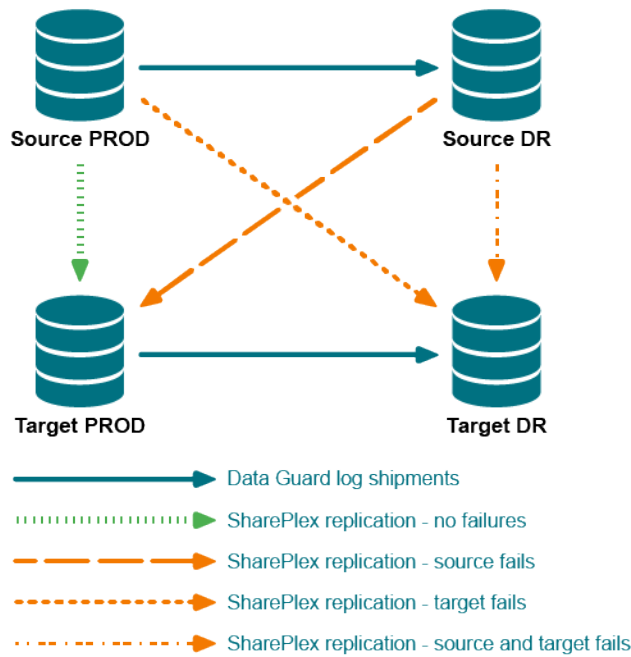 Source PROD
Source DR
Target PROD
Target DR
Data Guard log shipments
SharePlex replication - no failures
SharePlex replication - source fails
SharePlex replication - target fails
SharePlex replication - source and target fails